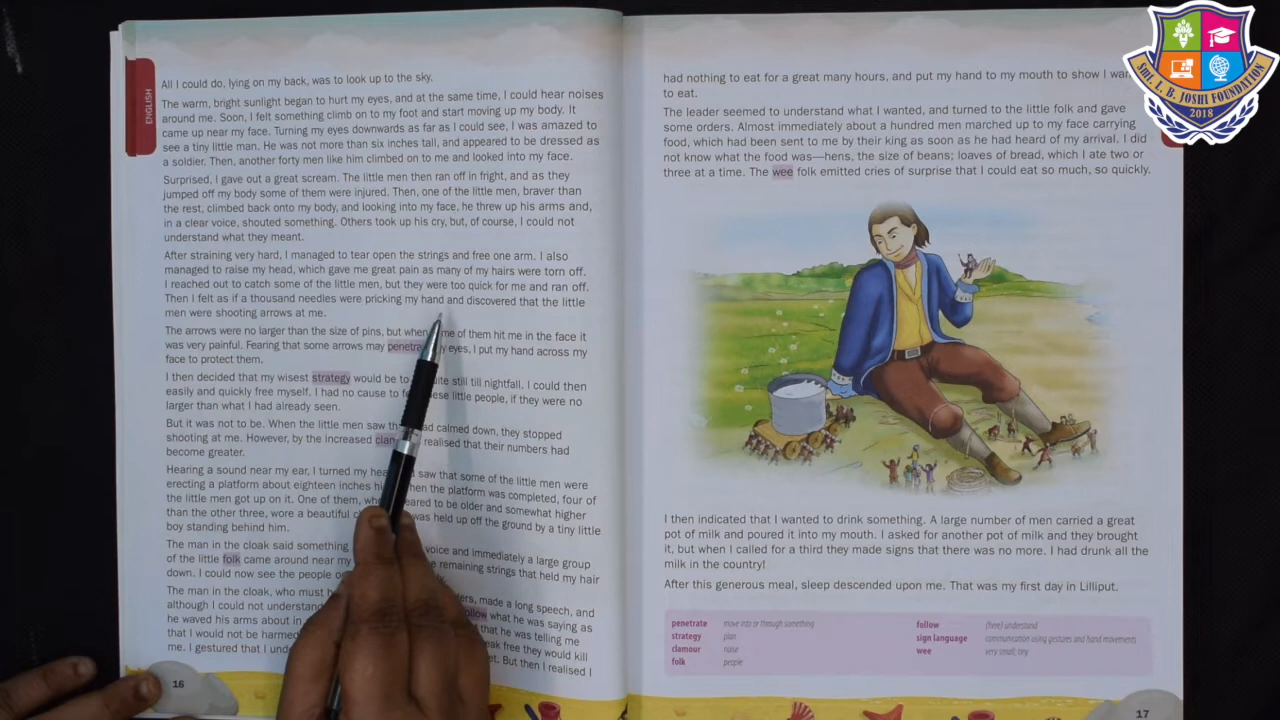 ENGLISH
All I could do, lying on my back, was to look up to the sky.
The warm, bright sunlight began to hurt my eyes, and at the same time, I could hear noises
around me. Soon, I felt something climb on to my foot and start moving up my body. It
came up near my face. Turning my eyes downwards as far as I could see, I was amazed to
see a tiny little man. He was not more than six inches tall, and appeared to be dressed as
a soldier. Then, another forty men like him climbed on to me and looked into my face.
Surprised, I gave out a great scream. The little men then ran off in fright, and as they
jumped off my body some of them were injured. Then, one of the little men, braver than
the rest, climbed back onto my body, and looking into my face, he threw up his arms and,
in a clear voice, shouted something. Others took up his cry, but, of course, I could not
understand what they meant.
After straining very hard, I managed to tear open the strings and free one arm. I also
managed to raise my head, which gave me great pain as many of my hairs were torn off.
I reached out to catch some of the little men, but they were too quick for me and ran off.
Then I felt as if a thousand needles were pricking my hand and discovered that the little
men were shooting arrows at me.
The arrows were no larger than the size of pins, but when of them hit me in the face it
was very painful. Fearing that some arrows may eyes, I put my hand across my
face to protect them.
I then decided that my wisest strategy would be to still till nightfall. I could then
easily and quickly free myself. I had no cause to these little people, if they were no
larger than what I had already seen.
But it was not to be. When the little men saw calmed down, they stopped
shooting at me. However, by the increased realised that their numbers had
become greater.
Hearing a sound near my ear, I turned my saw that some of the little men were
erecting a platform about eighteen inches When the platform was completed, four of
the little men got up on it. One of them, to be older and somewhat higher
than the other three, wore a beautiful was held up off the ground by a tiny little
boy standing behind him.
The man in the cloak said something voice and immediately a large group
of the little folk came around near my remaining strings that held my hair
down. I could now see the people
The man in the cloak, who must made a long speech, and
although I could not understand what he was saying as
he waved his arms about in that he was telling me
that I would not be harmed free they would kill
me. I gestured that I But then I realised I
16
had nothing to eat for a great many hours, and put my hand to my mouth to show I
to eat.
The leader seemed to understand what I wanted, and turned to the little folk and gave
some orders. Almost immediately about a hundred men marched up to my face carrying
food, which had been sent to me by their king as soon as he had heard of my arrival. I did
not know what the food was—hens, the size of beans; loaves of bread, which I ate two or
three at a time. The wee folk emitted cries of surprise that I could eat so much, so quickly.
I then indicated that I wanted to drink something. A large number of men carried a great
pot of milk and poured it into my mouth. I asked for another pot of milk and they brought
it, but when I called for a third they made signs that there was no more. I had drunk all the
milk in the country!
After this generous meal, sleep descended upon me. That was my first day in Lilliput.
penetrate move into or through something
strategy plan
clamour noise
folk people
follow (here) understand
sign language communication using gestures and hand movements
wee very small; tiny
17
SMT. I. B. JOSHI FOUNDATION
2018